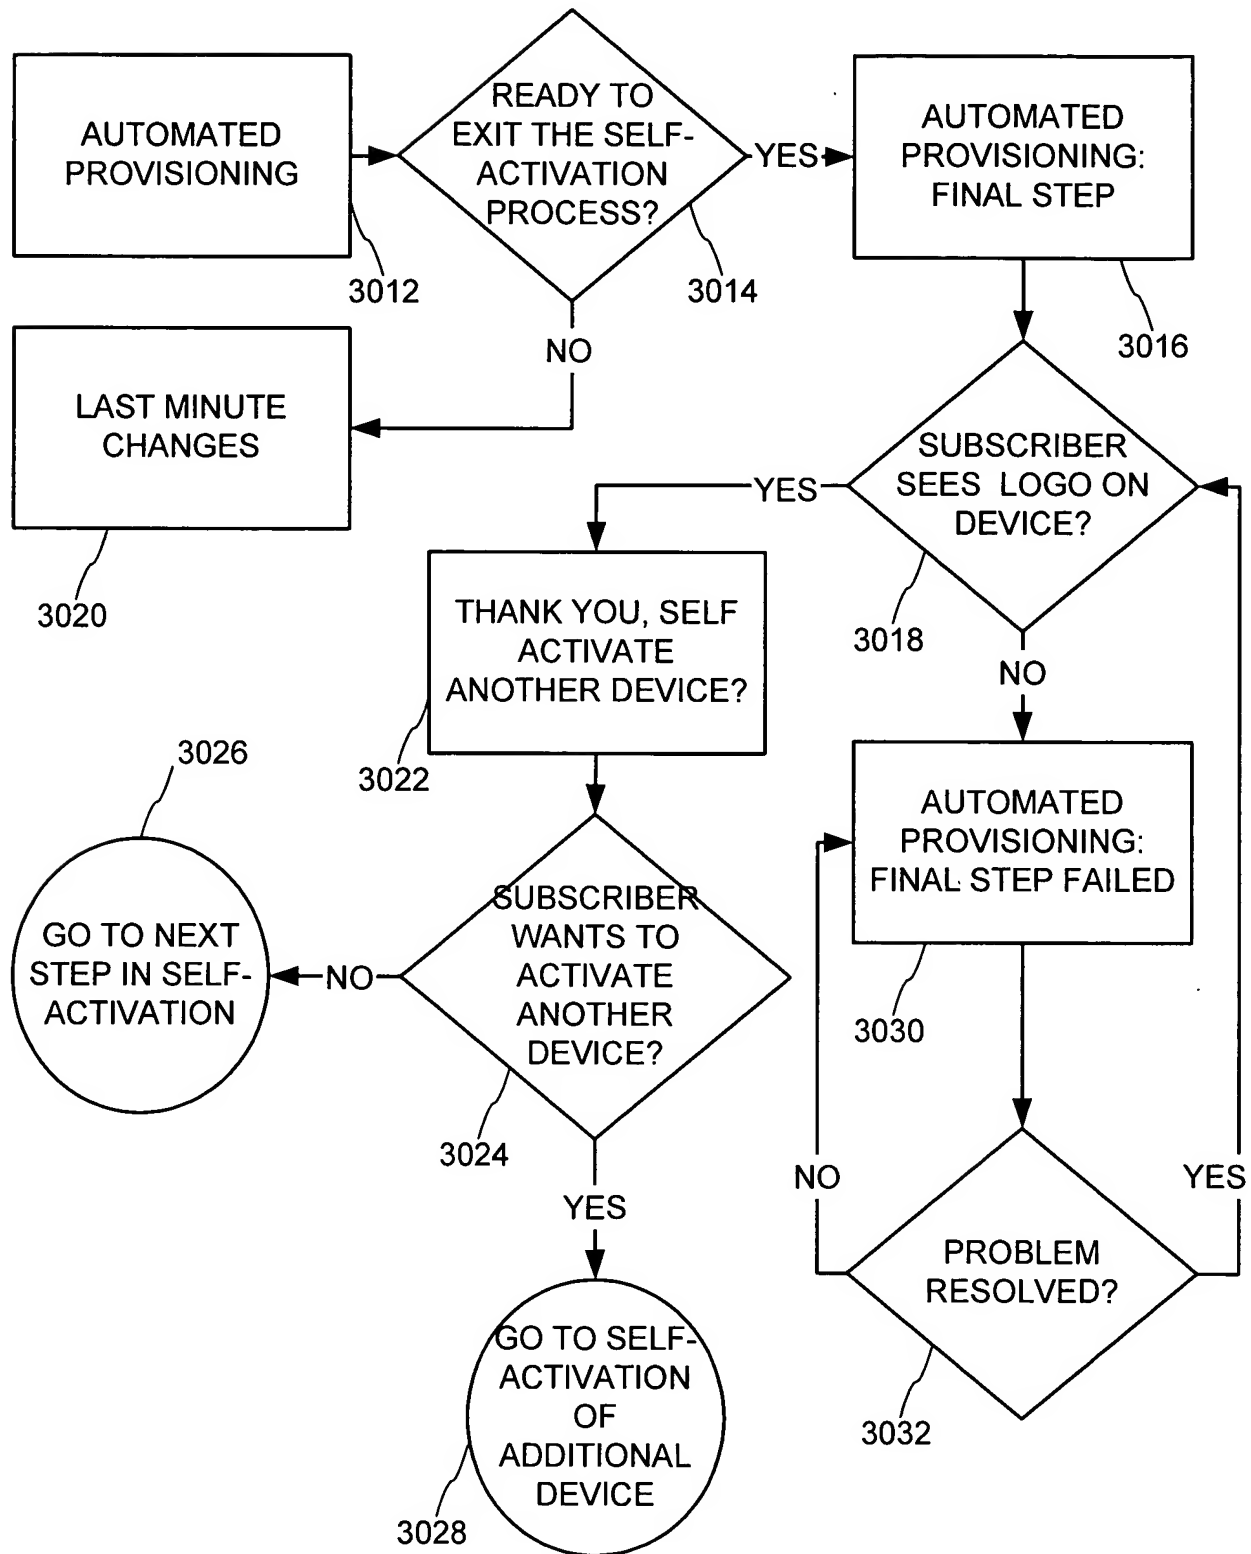 AUTOMATED
PROVISIONING
3012
READY TO
EXIT THE SELF-
ACTIVATION
PROCESS?
3014
YES
AUTOMATED
PROVISIONING:
FINAL STEP
3016
NO
LAST MINUTE
CHANGES
3020
SUBSCRIBER
SEES LOGO ON
DEVICE?
3018
YES
THANK YOU, SELF
ACTIVATE
ANOTHER DEVICE?
3022
NO
AUTOMATED
PROVISIONING:
FINAL STEP FAILED
3030
3026
GO TO NEXT
STEP IN SELF-
ACTIVATION
NO
SUBSCRIBER
WANTS TO
ACTIVATE
ANOTHER
DEVICE?
3024
YES
NO
YES
PROBLEM
RESOLVED?
3032
GO TO SELF-
ACTIVATION
OF
ADDITIONAL
DEVICE
3028